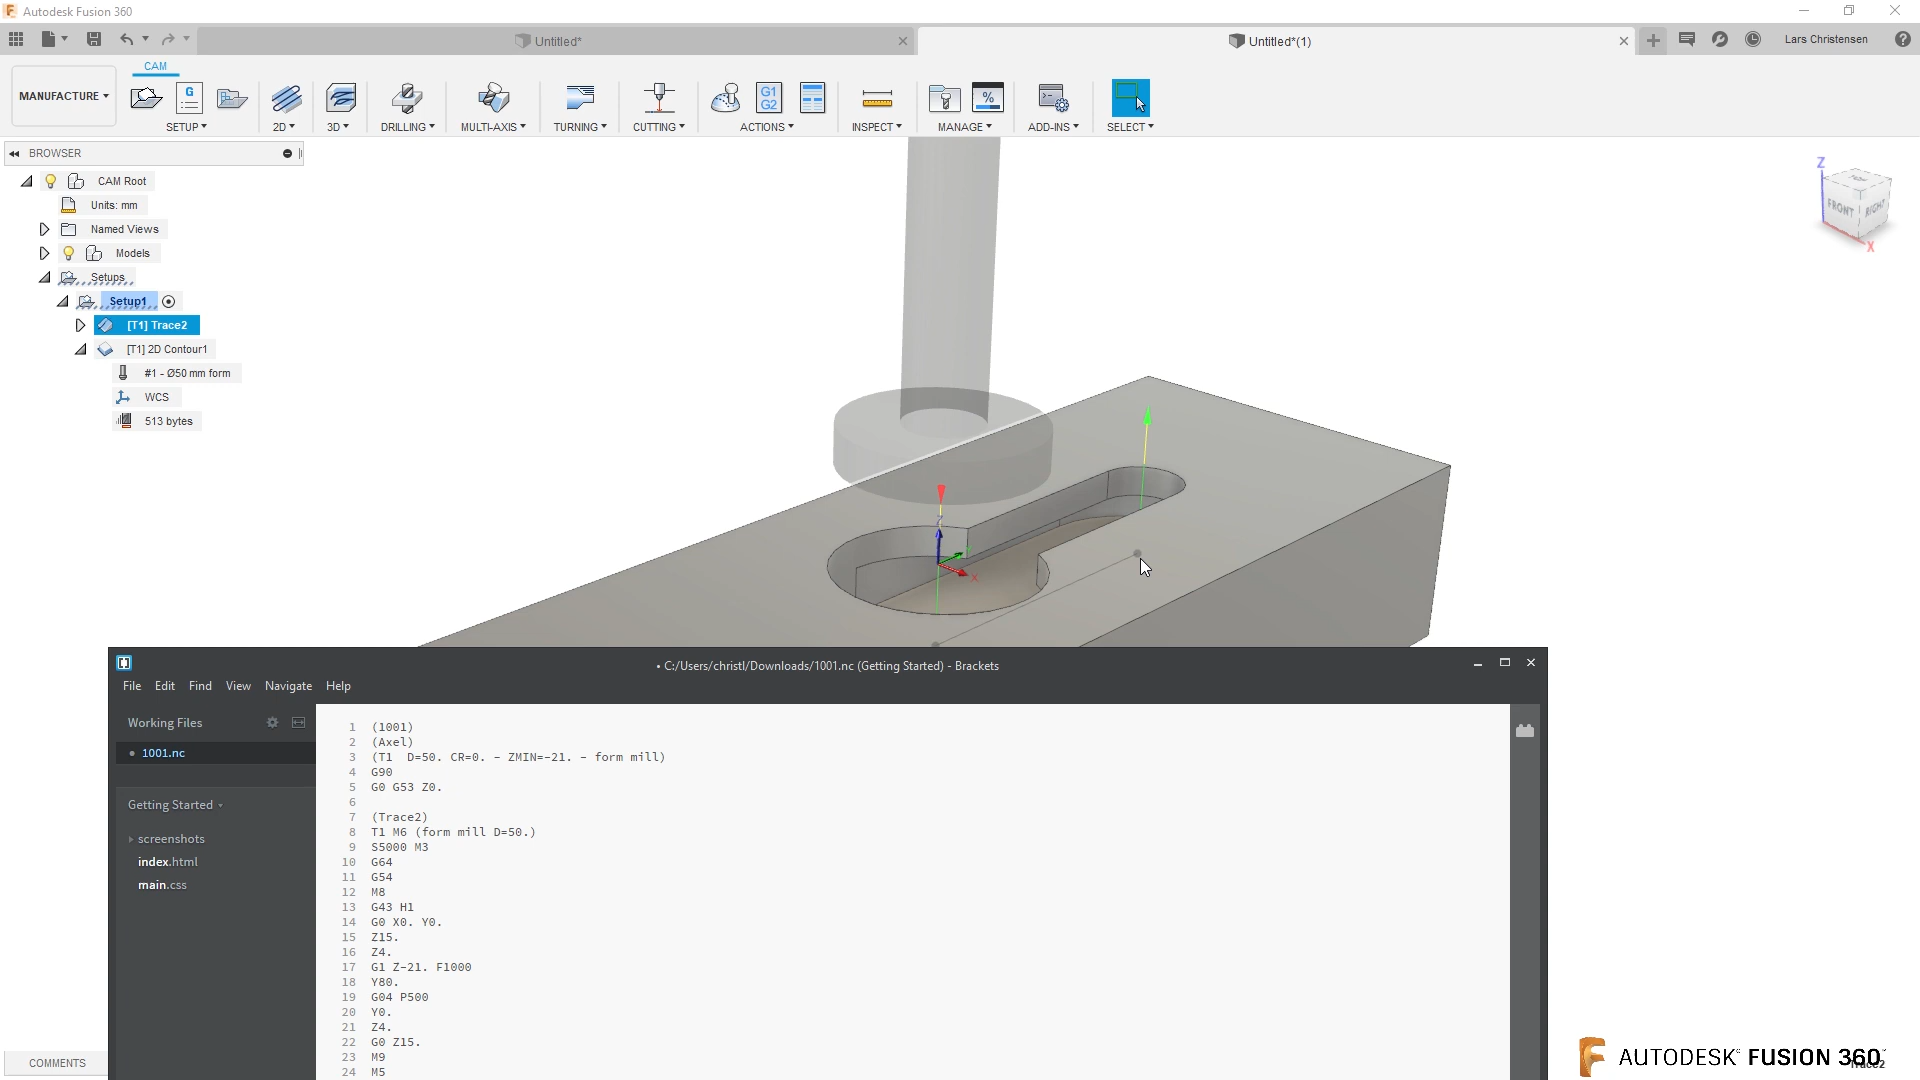 Autodesk Fusion 360
Untitled*
Untitled*(1)
Lars Christensen
MANUFACTURE
CAM
SETUP
2D
3D
DRILLING
MULTI-AXIS
TURNING
CUTTING
G1
G2
ACTIONS
INSPECT
MANAGE
ADD-INS
SELECT
BROWSER
CAM Root
Units: mm
Named Views
Models
Setups
Setup1
[T1] Trace2
[T1] 2D Contour1
#1 - Ø50 mm form
WCS
513 bytes
Z
TOP
FRONT
RIGHT
X
Z
X
• C:/Users/christl/Downloads/1001.nc (Getting Started) - Brackets
File Edit Find View Navigate Help
Working Files
1001.nc
Getting Started
screenshots
index.html
main.css
1 (1001)
2 (Axel)
3 (T1  D=50. CR=0. - ZMIN=-21. - form mill)
4 G90
5 G0 G53 Z0.
6
7 (Trace2)
8 T1 M6 (form mill D=50.)
9 S5000 M3
10 G64
11 G54
12 M8
13 G43 H1
14 G0 X0. Y0.
15 Z15.
16 Z4.
17 G1 Z-21. F1000
18 Y80.
19 G04 P500
20 Y0.
21 Z4.
22 G0 Z15.
23 M9
24 M5
COMMENTS
AUTODESK® FUSION 360™
Trace2